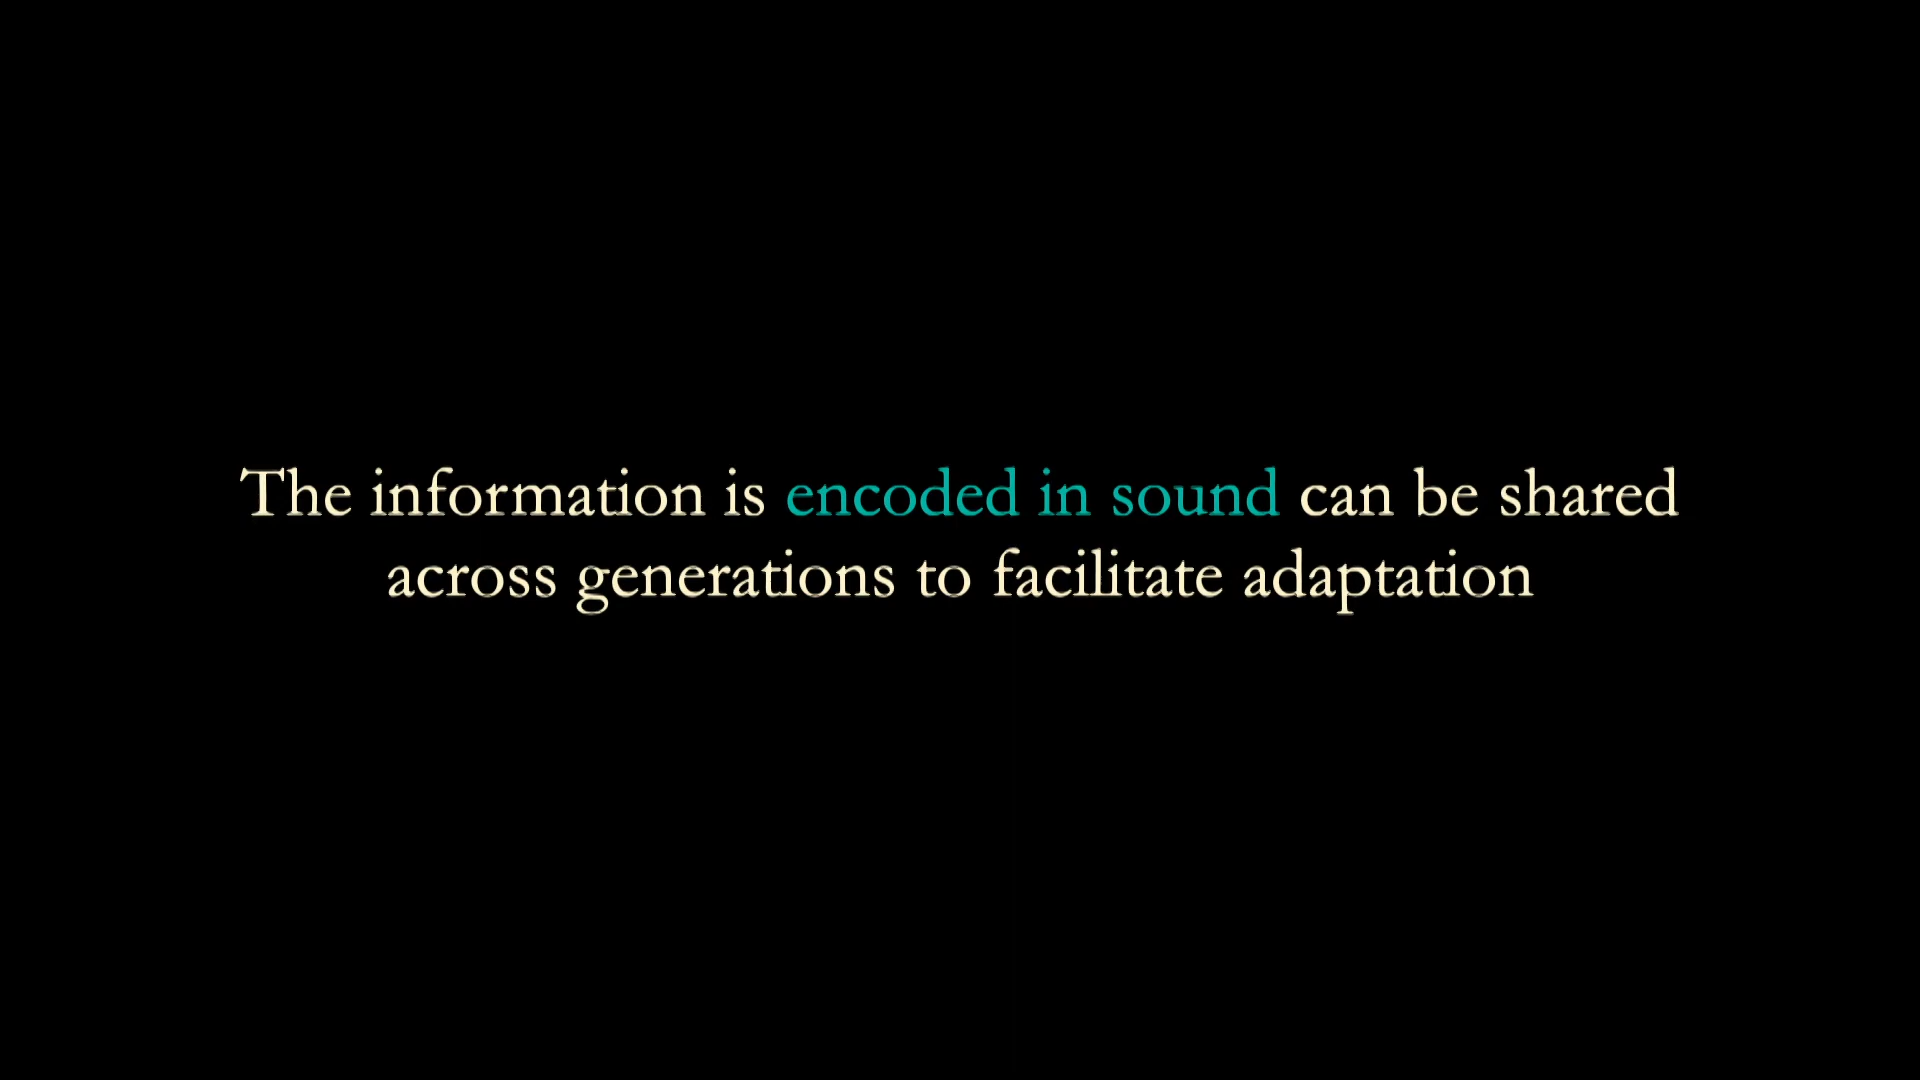 The information is encoded in sound can be shared
across generations to facilitate adaptation